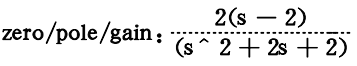 zero/pole/gain:
2(s − 2)
(s^2 + 2s + 2)